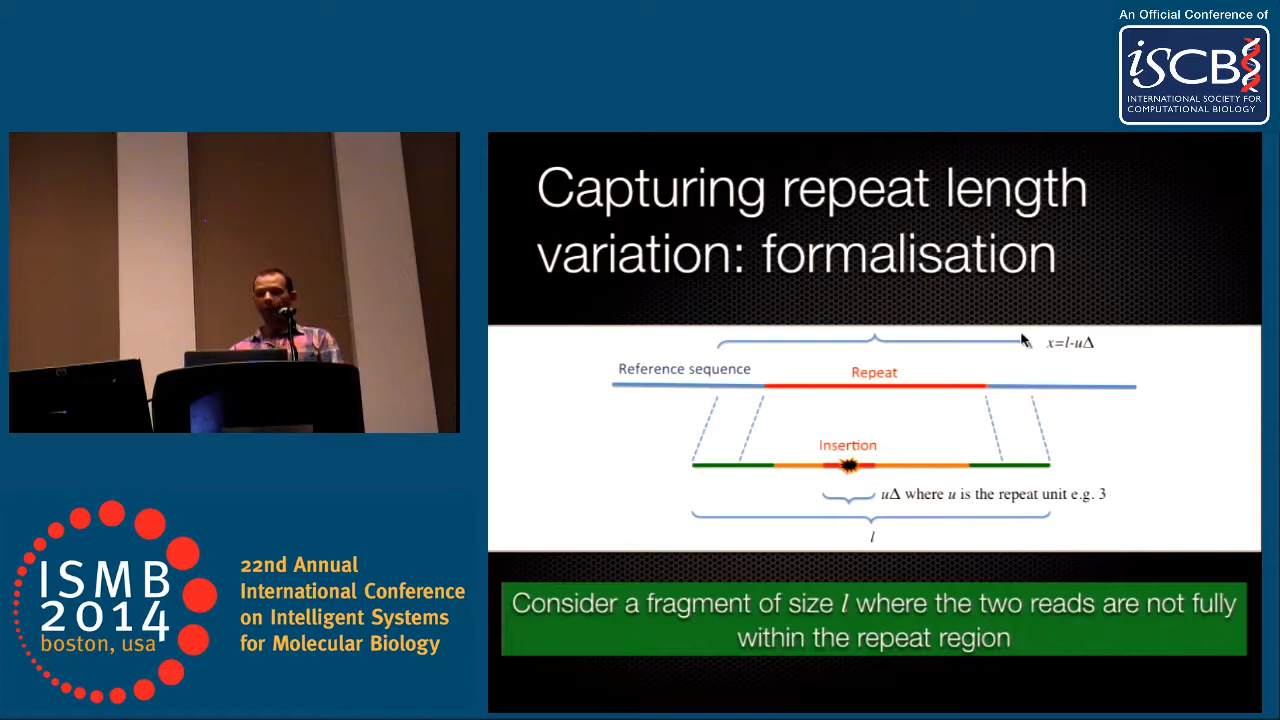 An Official Conference of
ISCB
INTERNATIONAL SOCIETY FOR
COMPUTATIONAL BIOLOGY
Capturing repeat length
variation: formalisation
x=l-uΔ
Reference sequence
Repeat
Insertion
uΔ where u is the repeat unit e.g. 3
l
Consider a fragment of size l where the two reads are not fully
within the repeat region
ISMB
2014
boston, usa
22nd Annual
International Conference
on Intelligent Systems
for Molecular Biology